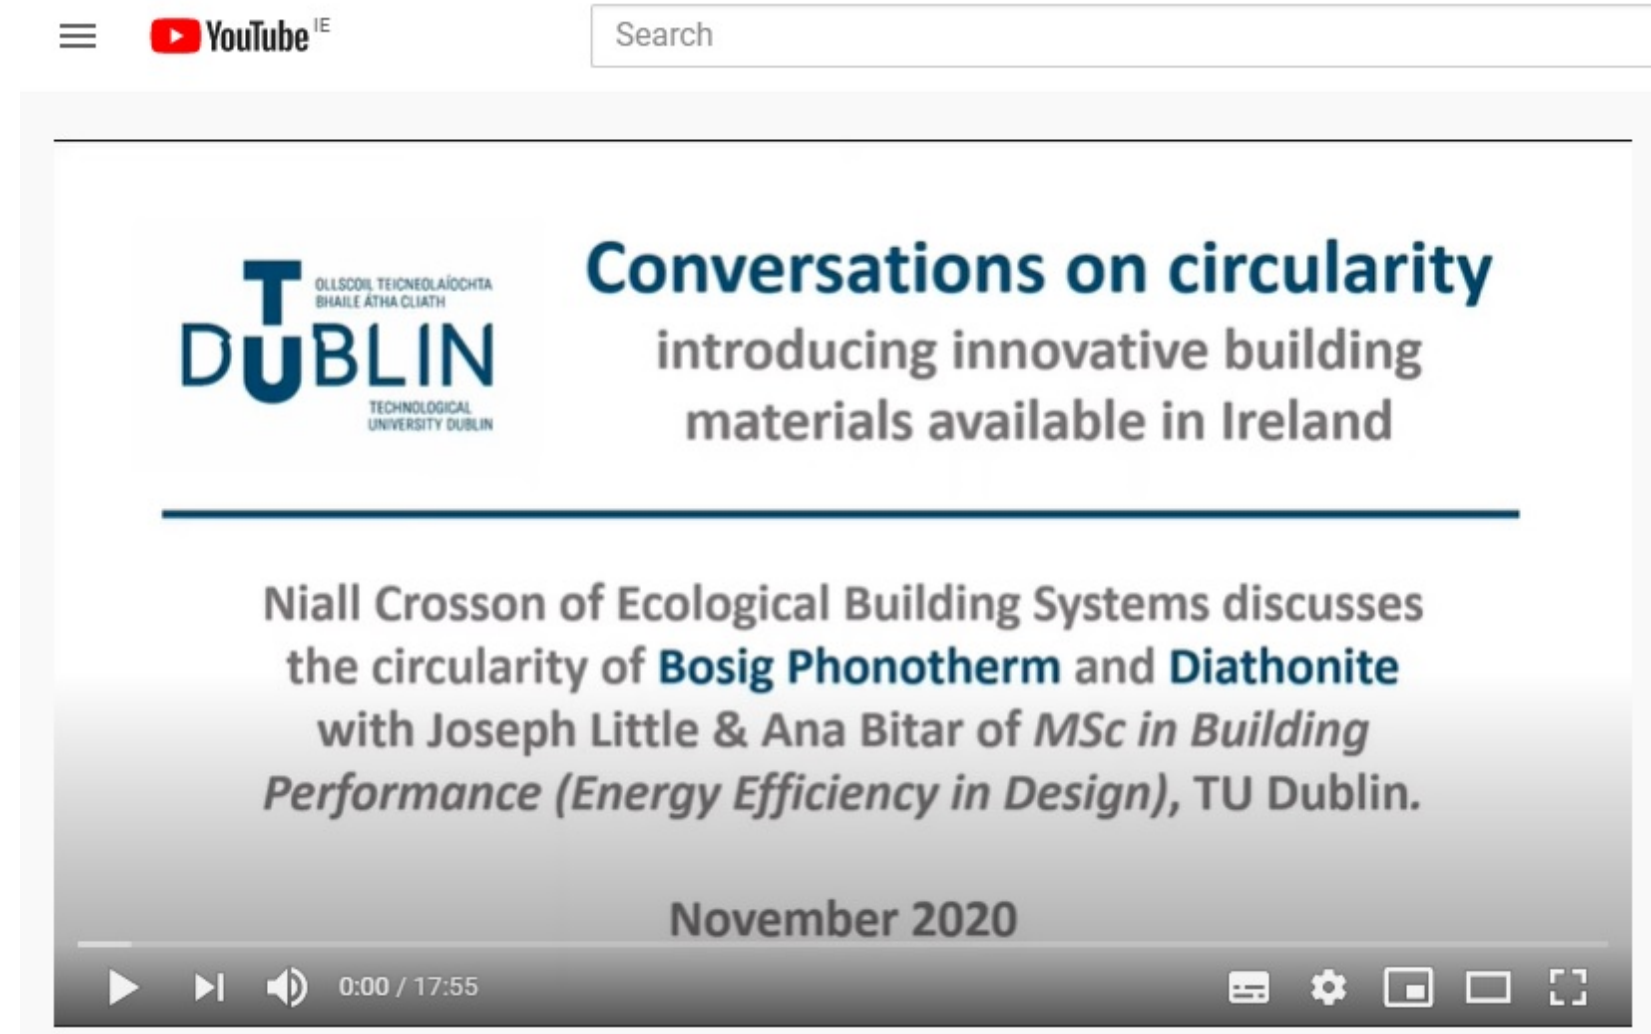 YouTube IE
Search
OLLSCOIL TEICNEOLAÍOCHTA
BHAILE ÁTHA CLIATH
TU DUBLIN
TECHNOLOGICAL
UNIVERSITY DUBLIN
Conversations on circularity
introducing innovative building
materials available in Ireland
Niall Crosson of Ecological Building Systems discusses
the circularity of Bosig Phonotherm and Diathonite
with Joseph Little & Ana Bitar of MSc in Building
Performance (Energy Efficiency in Design), TU Dublin.
November 2020
0:00 / 17:55